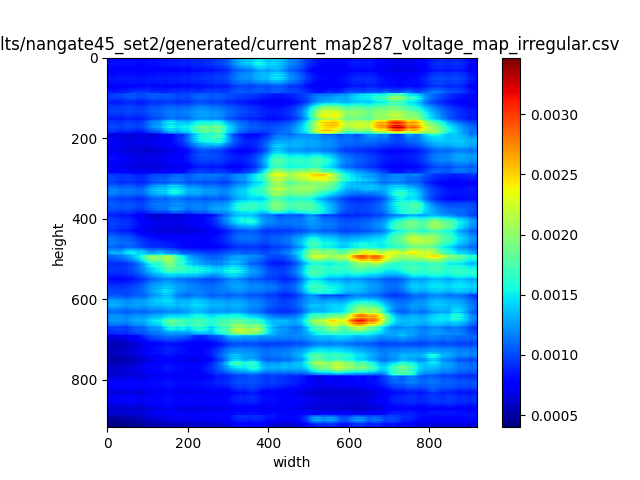 lts/nangate45_set2/generated/current_map287_voltage_map_irregular.csv
0
200
400
600
800
height
0 200 400 600 800
width
0.0030
0.0025
0.0020
0.0015
0.0010
0.0005